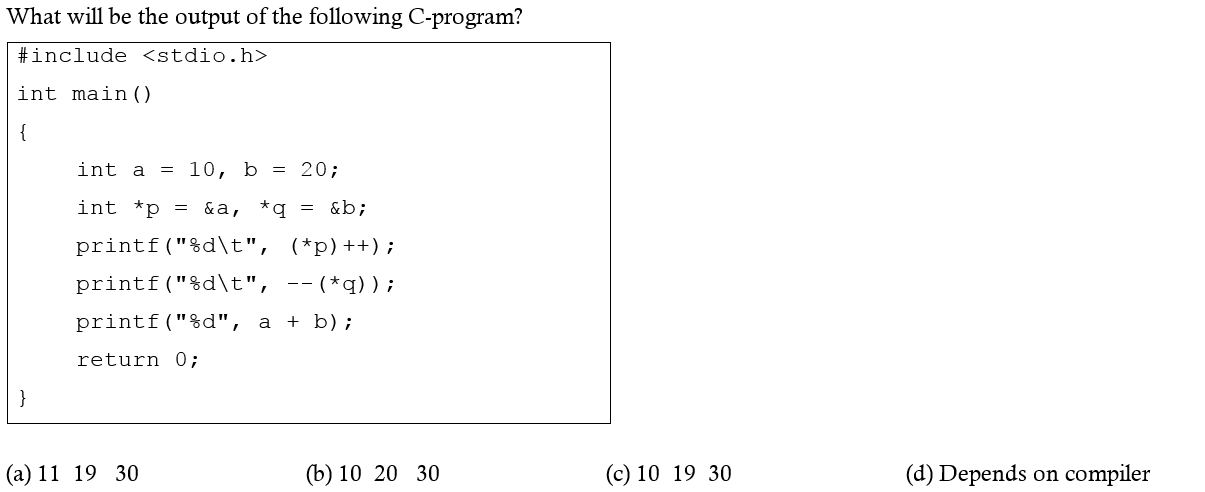 What will be the output of the following C-program?
#include <stdio.h>
int main()
{
int a = 10, b = 20;
int *p = &a, *q = &b;
printf("%d\t", (*p)++);
printf("%d\t", --(*q));
printf("%d", a + b);
return 0;
}
(a) 11 19 30 (b) 10 20 30 (c) 10 19 30 (d) Depends on compiler